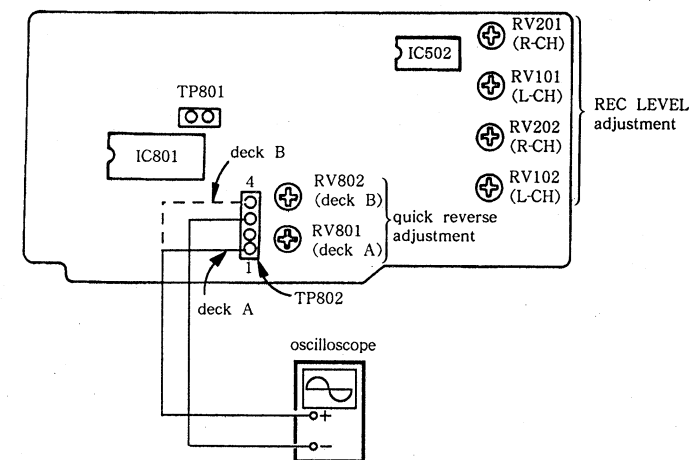 RV201
(R-CH)
IC502
RV101
(L-CH)
REC LEVEL
adjustment
TP801
RV202
(R-CH)
IC801
deck B
RV102
(L-CH)
4
RV802
(deck B)
quick reverse
adjustment
RV801
(deck A)
1
TP802
deck A
oscilloscope
+
−